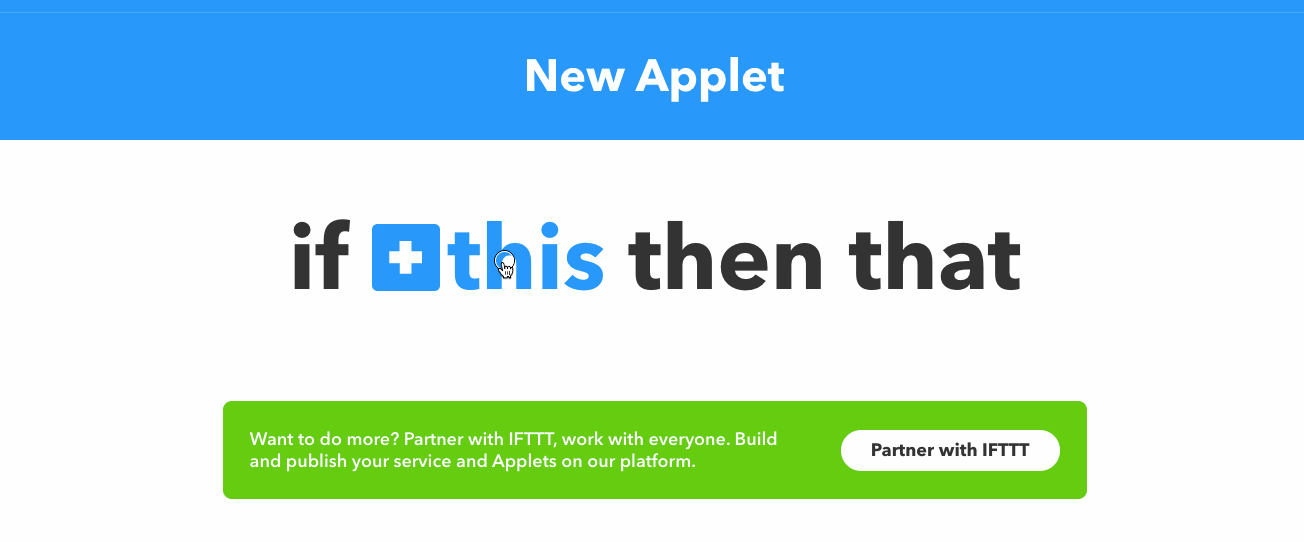 New Applet
if this then that
Want to do more? Partner with IFTTT, work with everyone. Build
and publish your service and Applets on our platform.
Partner with IFTTT